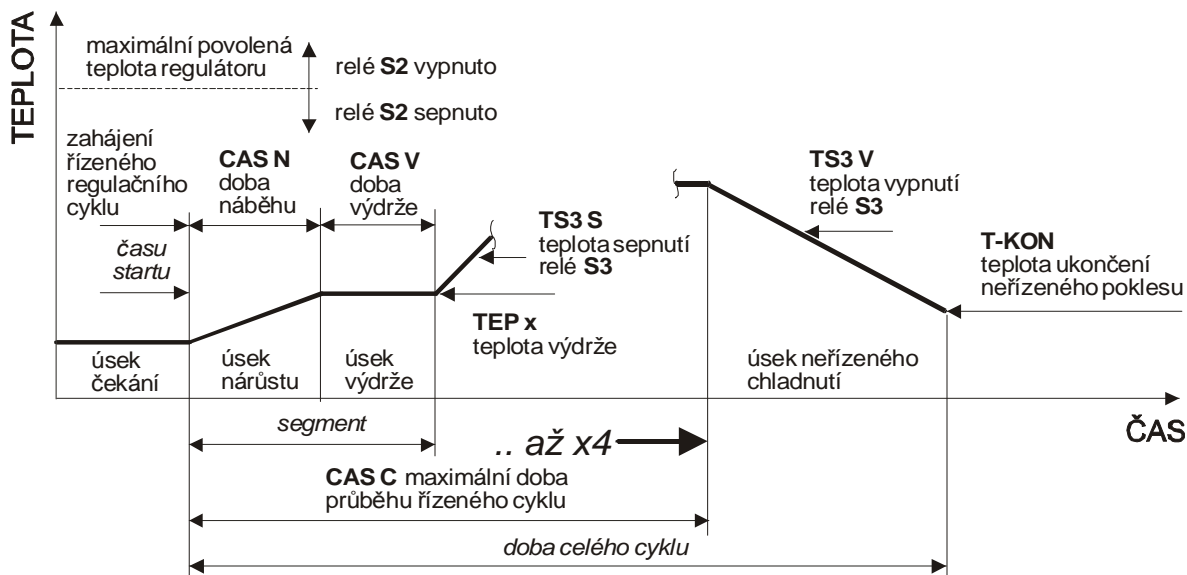 TEPLOTA
maximální povolená
teplota regulátoru
relé S2 vypnuto
relé S2 sepnuto
zahájení
řízeného
regulačního
cyklu
času
startu
CAS N
doba
náběhu
CAS V
doba
výdrže
TS3 S
teplota sepnutí
relé S3
TEP x
teplota výdrže
TS3 V
teplota vypnutí
relé S3
T-KON
teplota ukončení
neřízeného poklesu
úsek
čekání
úsek
nárůstu
úsek
výdrže
úsek neřízeného
chladnutí
ČAS
segment
.. až x4
CAS C maximální doba
průběhu řízeného cyklu
doba celého cyklu